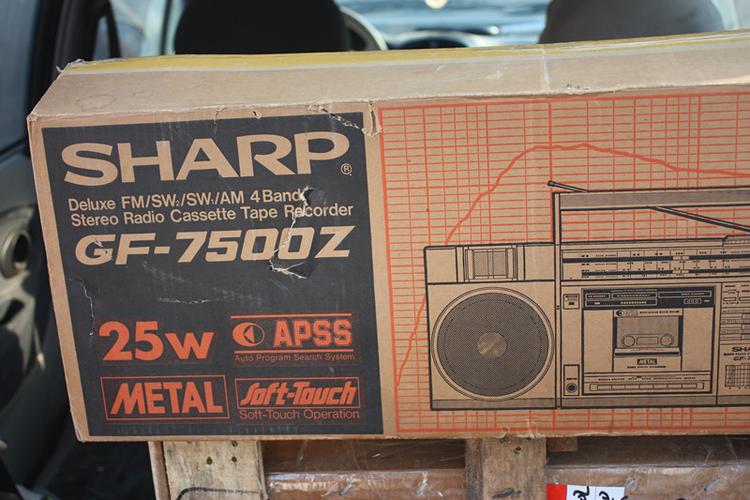 SHARP®
Deluxe FM/SW2/SW1/AM 4 Band
Stereo Radio Cassette Tape Recorder
GF-7500Z
25W
APSS
Auto Program Search System
METAL
Soft-Touch
Soft-Touch Operation
METAL